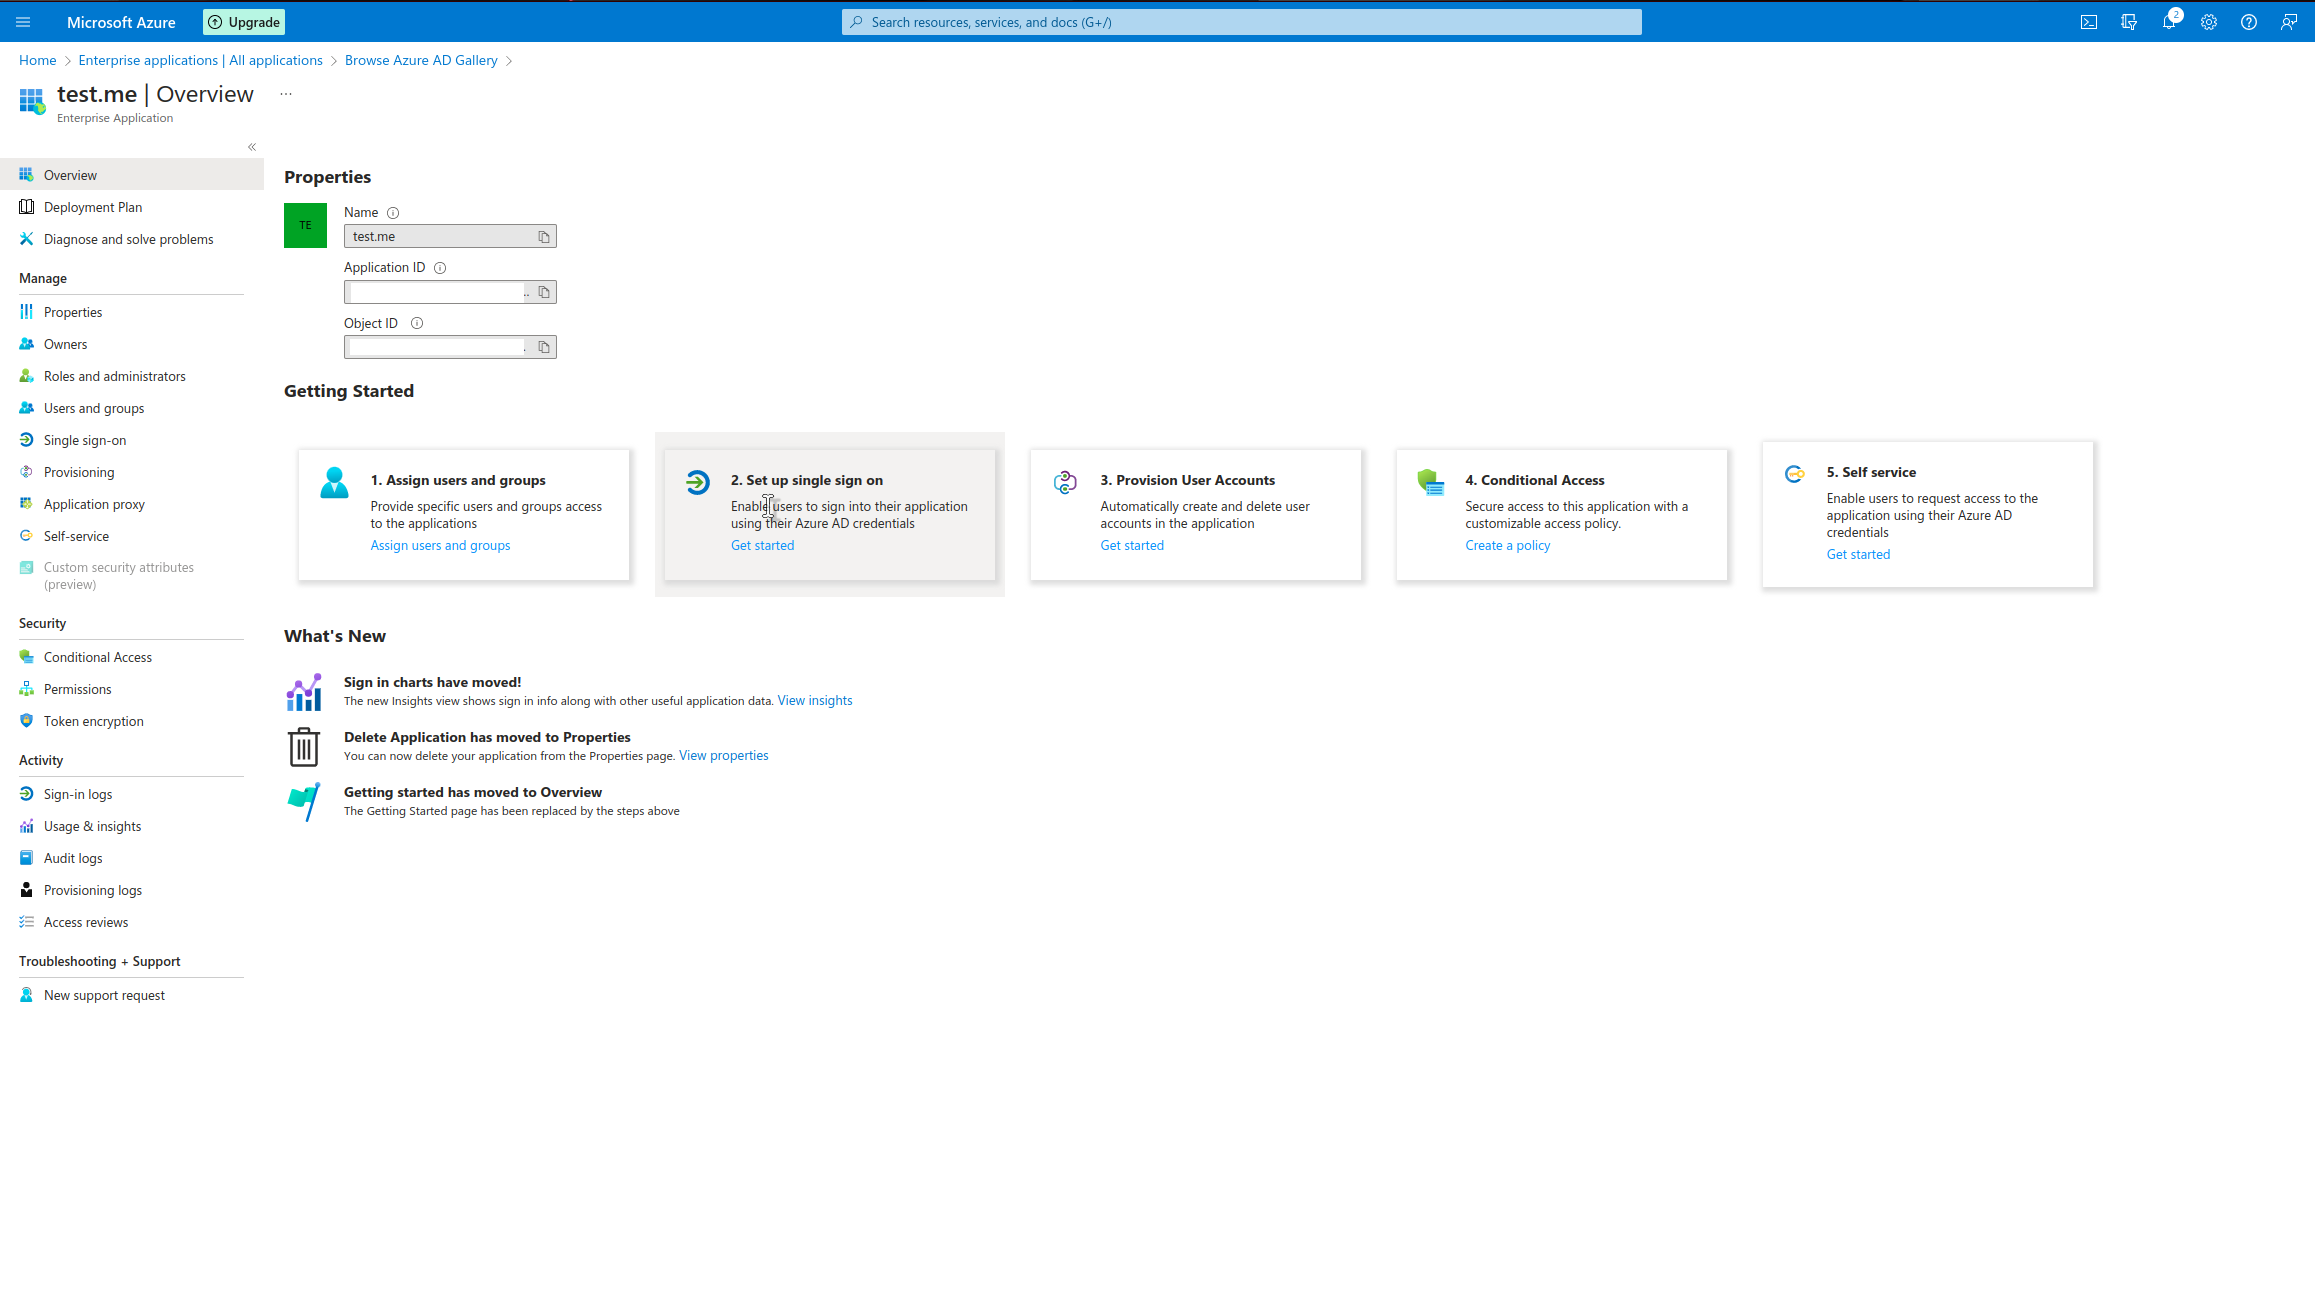 Microsoft Azure
Upgrade
Search resources, services, and docs (G+/)
2
Home > Enterprise applications | All applications > Browse Azure AD Gallery >
test.me | Overview ...
Enterprise Application
«
Overview
Deployment Plan
Diagnose and solve problems
Manage
Properties
Owners
Roles and administrators
Users and groups
Single sign-on
Provisioning
Application proxy
Self-service
Custom security attributes
(preview)
Security
Conditional Access
Permissions
Token encryption
Activity
Sign-in logs
Usage & insights
Audit logs
Provisioning logs
Access reviews
Troubleshooting + Support
New support request
Properties
TE
Name
test.me
Application ID
..
Object ID
.
Getting Started
1. Assign users and groups
Provide specific users and groups access
to the applications
Assign users and groups
2. Set up single sign on
Enable users to sign into their application
using their Azure AD credentials
Get started
3. Provision User Accounts
Automatically create and delete user
accounts in the application
Get started
4. Conditional Access
Secure access to this application with a
customizable access policy.
Create a policy
5. Self service
Enable users to request access to the
application using their Azure AD
credentials
Get started
What's New
Sign in charts have moved!
The new Insights view shows sign in info along with other useful application data. View insights
Delete Application has moved to Properties
You can now delete your application from the Properties page. View properties
Getting started has moved to Overview
The Getting Started page has been replaced by the steps above